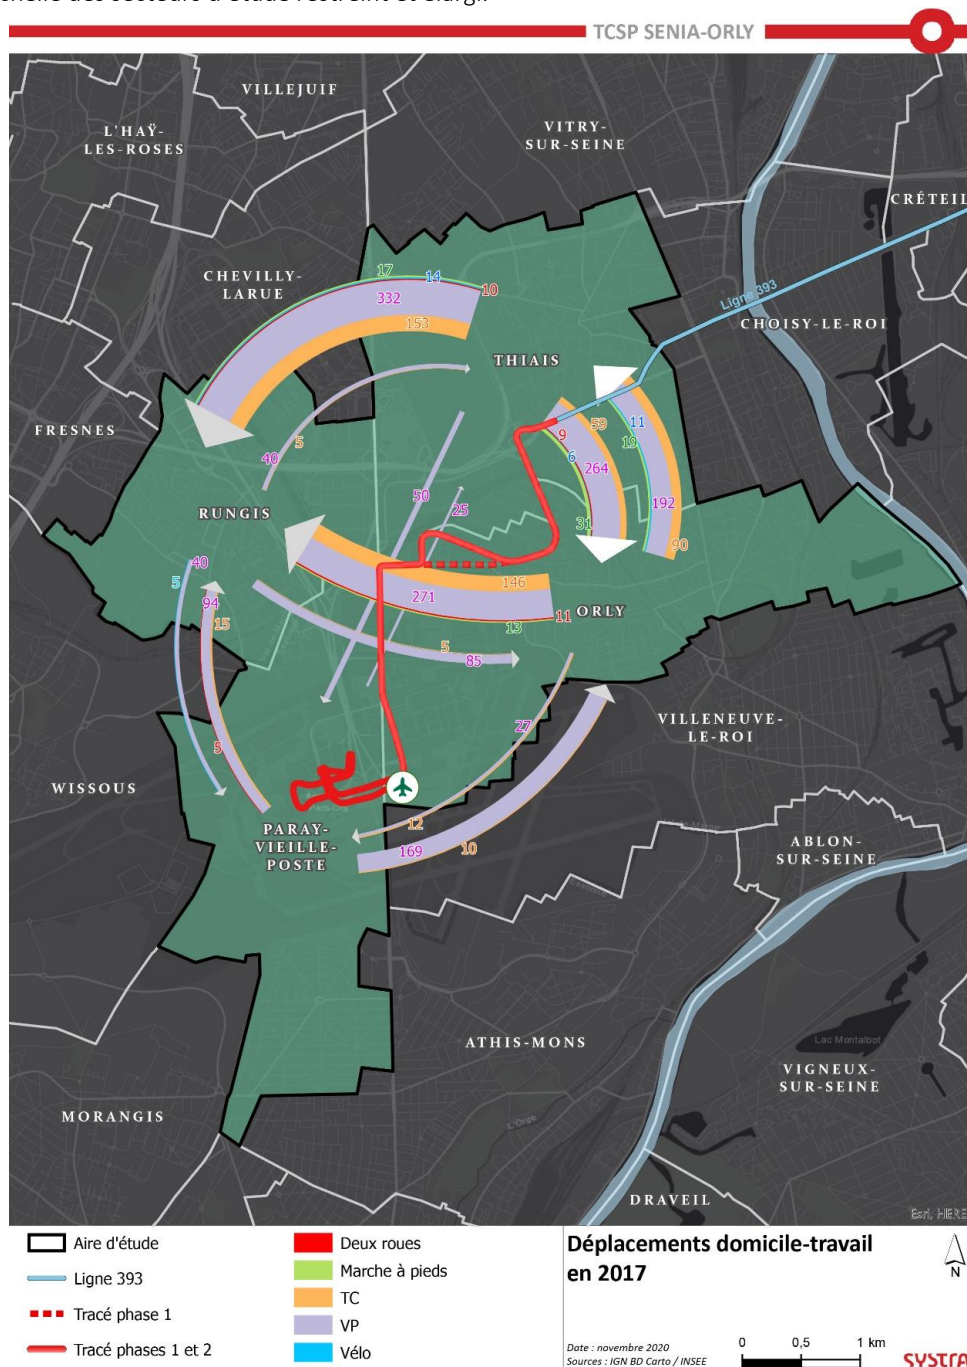 TCSP SENIA-ORLY
VILLEJUIF
L'HAŸ-
LES-ROSES
VITRY-
SUR-SEINE
CRÉTEIL
CHEVILLY-
LARUE
17
14
10
332
153
Ligne 393
CHOISY-LE-ROI
THIAIS
FRESNES
5
40
9
59
6
264
31
11
19
192
90
50
25
RUNGIS
40
5
94
15
5
146
271
11
13
ORLY
5
85
27
VILLENEUVE-
LE-ROI
WISSOUS
PARAY-
VIEILLE-
POSTE
12
169
10
ABLON-
SUR-SEINE
ATHIS-MONS
Lac Montalbot
VIGNEUX-
SUR-SEINE
MORANGIS
L'Orge
DRAVEIL
Esri, HERE
Aire d'étude
Ligne 393
Tracé phase 1
Tracé phases 1 et 2
Deux roues
Marche à pieds
TC
VP
Vélo
Déplacements domicile-travail
en 2017
N
Date : novembre 2020
Sources : IGN BD Carto / INSEE
0 0,5 1 km
SYSTRA